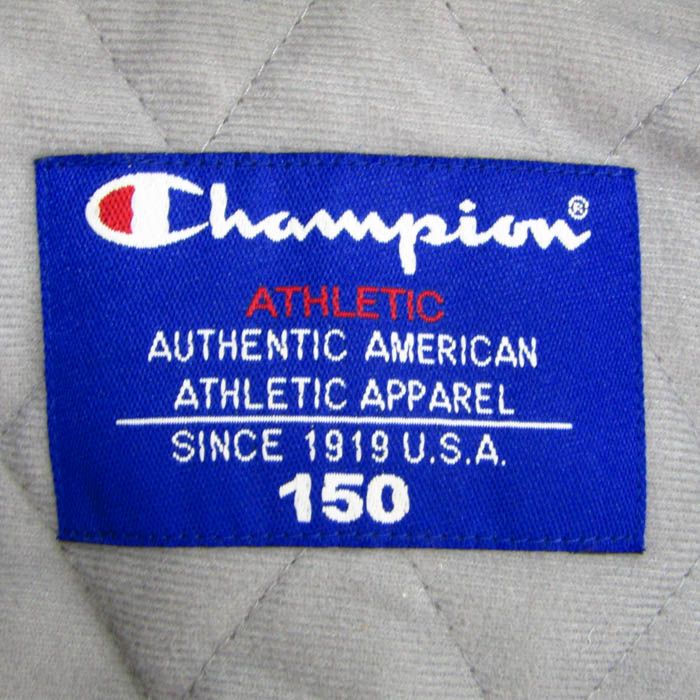 Champion®
ATHLETIC
AUTHENTIC AMERICAN
ATHLETIC APPAREL
SINCE 1919 U.S.A.
150